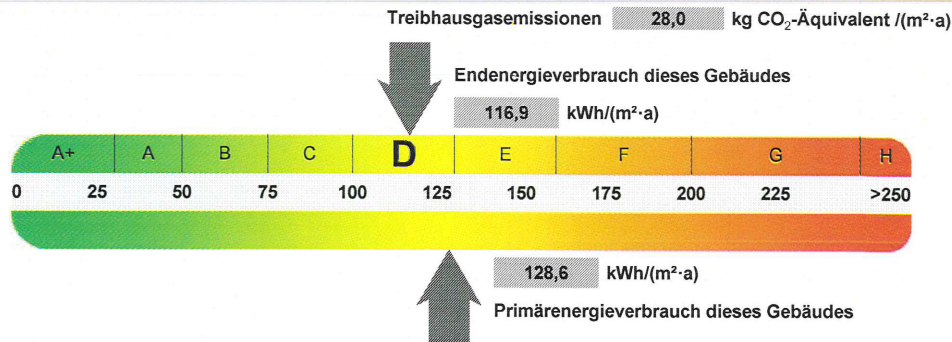 Treibhausgasemissionen 28,0 kg CO₂-Äquivalent /(m²·a)
Endenergieverbrauch dieses Gebäudes
116,9 kWh/(m²·a)
A+ A B C D E F G H
0 25 50 75 100 125 150 175 200 225 >250
128,6 kWh/(m²·a)
Primärenergieverbrauch dieses Gebäudes